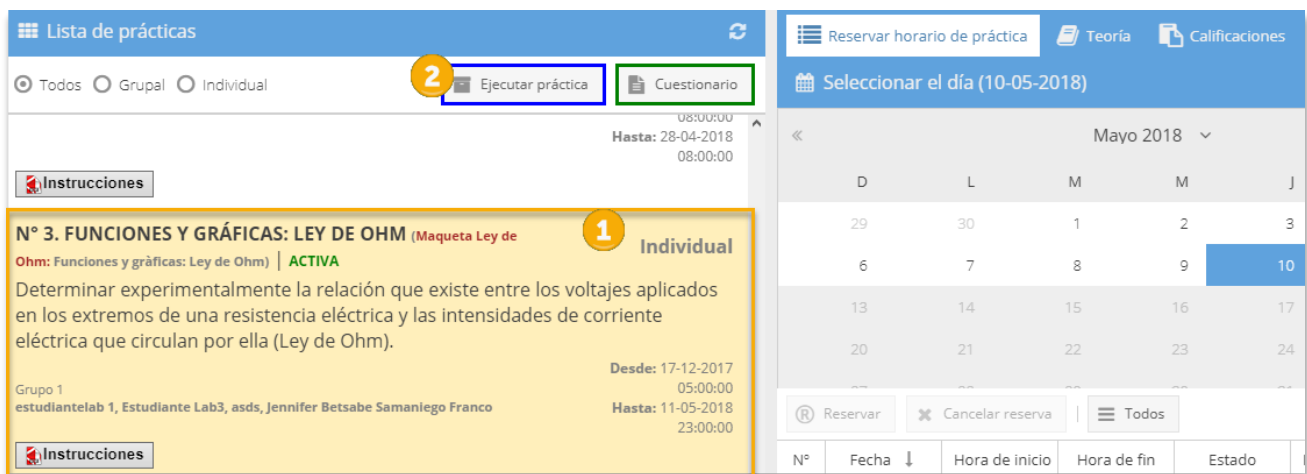 Lista de prácticas
Todos Grupal Individual
2
Ejecutar práctica
Cuestionario
08:00:00
Hasta: 28-04-2018
08:00:00
Instrucciones
N° 3. FUNCIONES Y GRÁFICAS: LEY DE OHM (Maqueta Ley de
Ohm: Funciones y gràficas: Ley de Ohm) | ACTIVA
1
Individual
Determinar experimentalmente la relación que existe entre los voltajes aplicados
en los extremos de una resistencia eléctrica y las intensidades de corriente
eléctrica que circulan por ella (Ley de Ohm).
Desde: 17-12-2017
05:00:00
Grupo 1
estudiantelab 1, Estudiante Lab3, asds, Jennifer Betsabe Samaniego Franco
Hasta: 11-05-2018
23:00:00
Instrucciones
Reservar horario de práctica
Teoría
Calificaciones
Seleccionar el día (10-05-2018)
« Mayo 2018
D L M M J
29 30 1 2 3
6 7 8 9 10
13 14 15 16 17
20 21 22 23 24
® Reservar
Cancelar reserva
Todos
N° Fecha ↓ Hora de inicio Hora de fin Estado